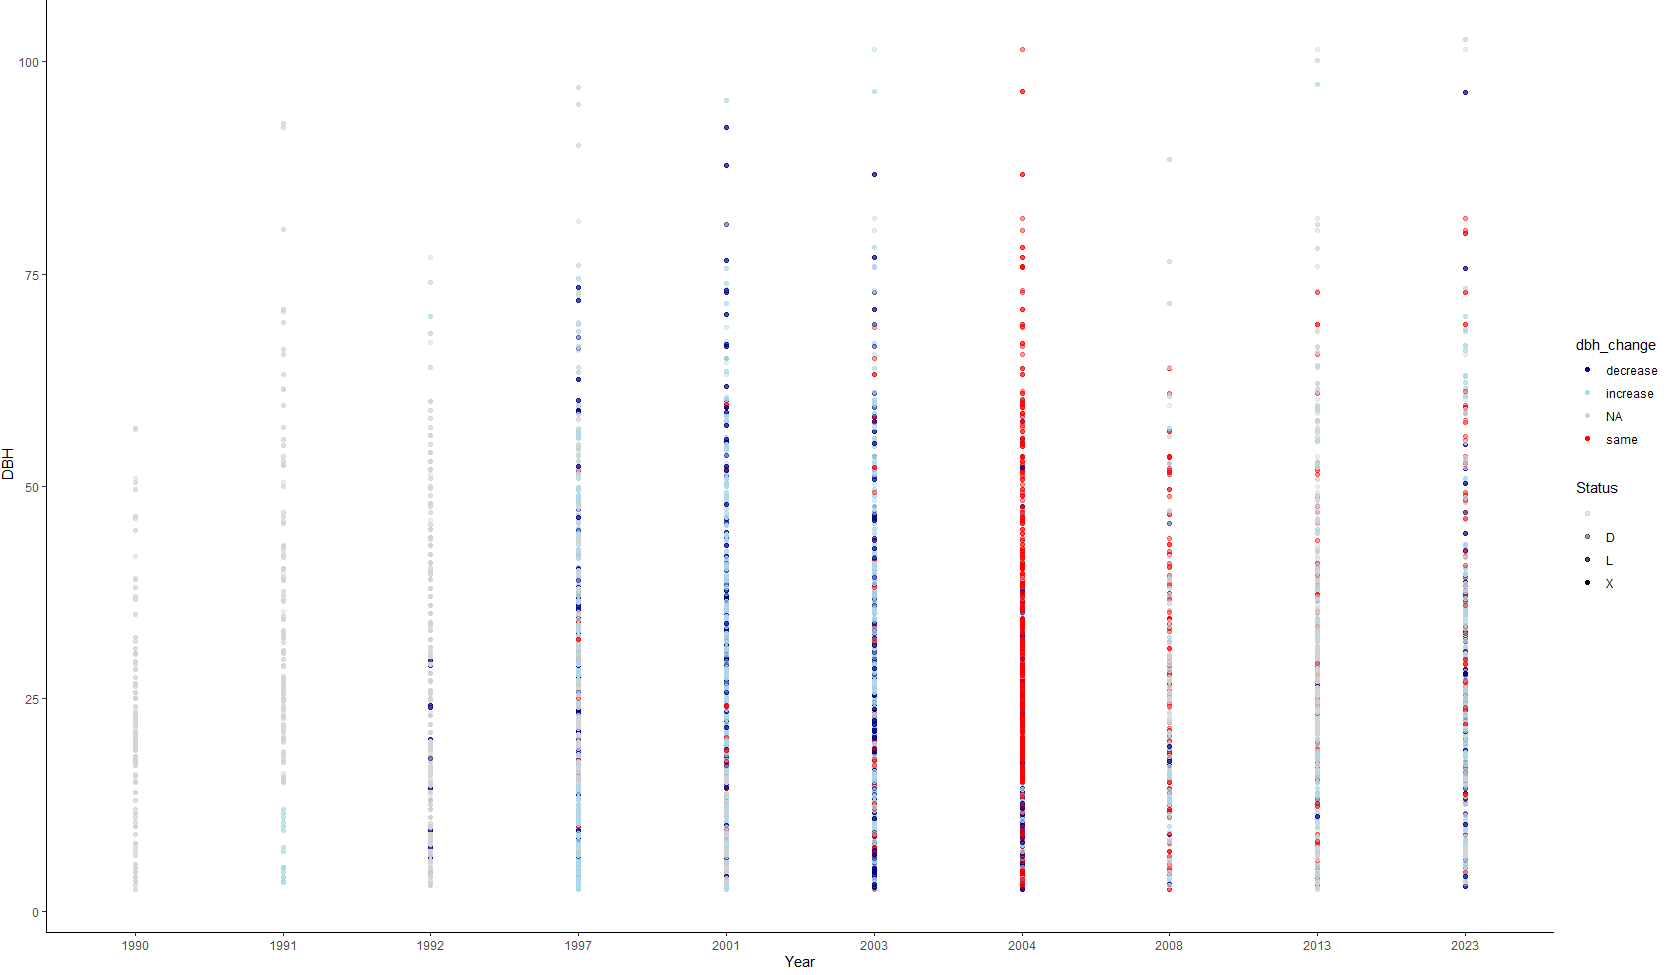 100
75
50
25
0
DBH
1990 1991 1992 1997 2001 2003 2004 2008 2013 2023
Year
dbh_change
decrease
increase
NA
same
Status
D
L
X